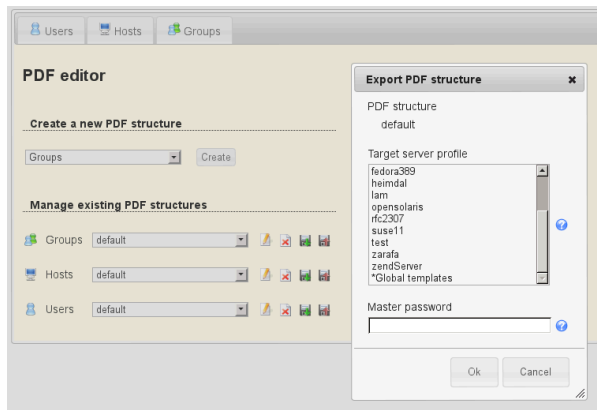 Users Hosts Groups
PDF editor
Create a new PDF structure
Groups Create
Manage existing PDF structures
Groups default
Hosts default
Users default
Export PDF structure
PDF structure
default
Target server profile
fedora389
heimdal
lam
opensolaris
rfc2307
suse11
test
zarafa
zendServer
*Global templates
Master password
Ok Cancel